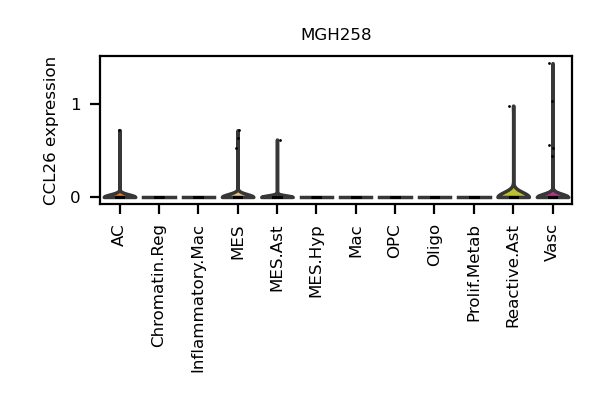 MGH258
CCL26 expression
1
0
AC
Chromatin.Reg
Inflammatory.Mac
MES
MES.Ast
MES.Hyp
Mac
OPC
Oligo
Prolif.Metab
Reactive.Ast
Vasc